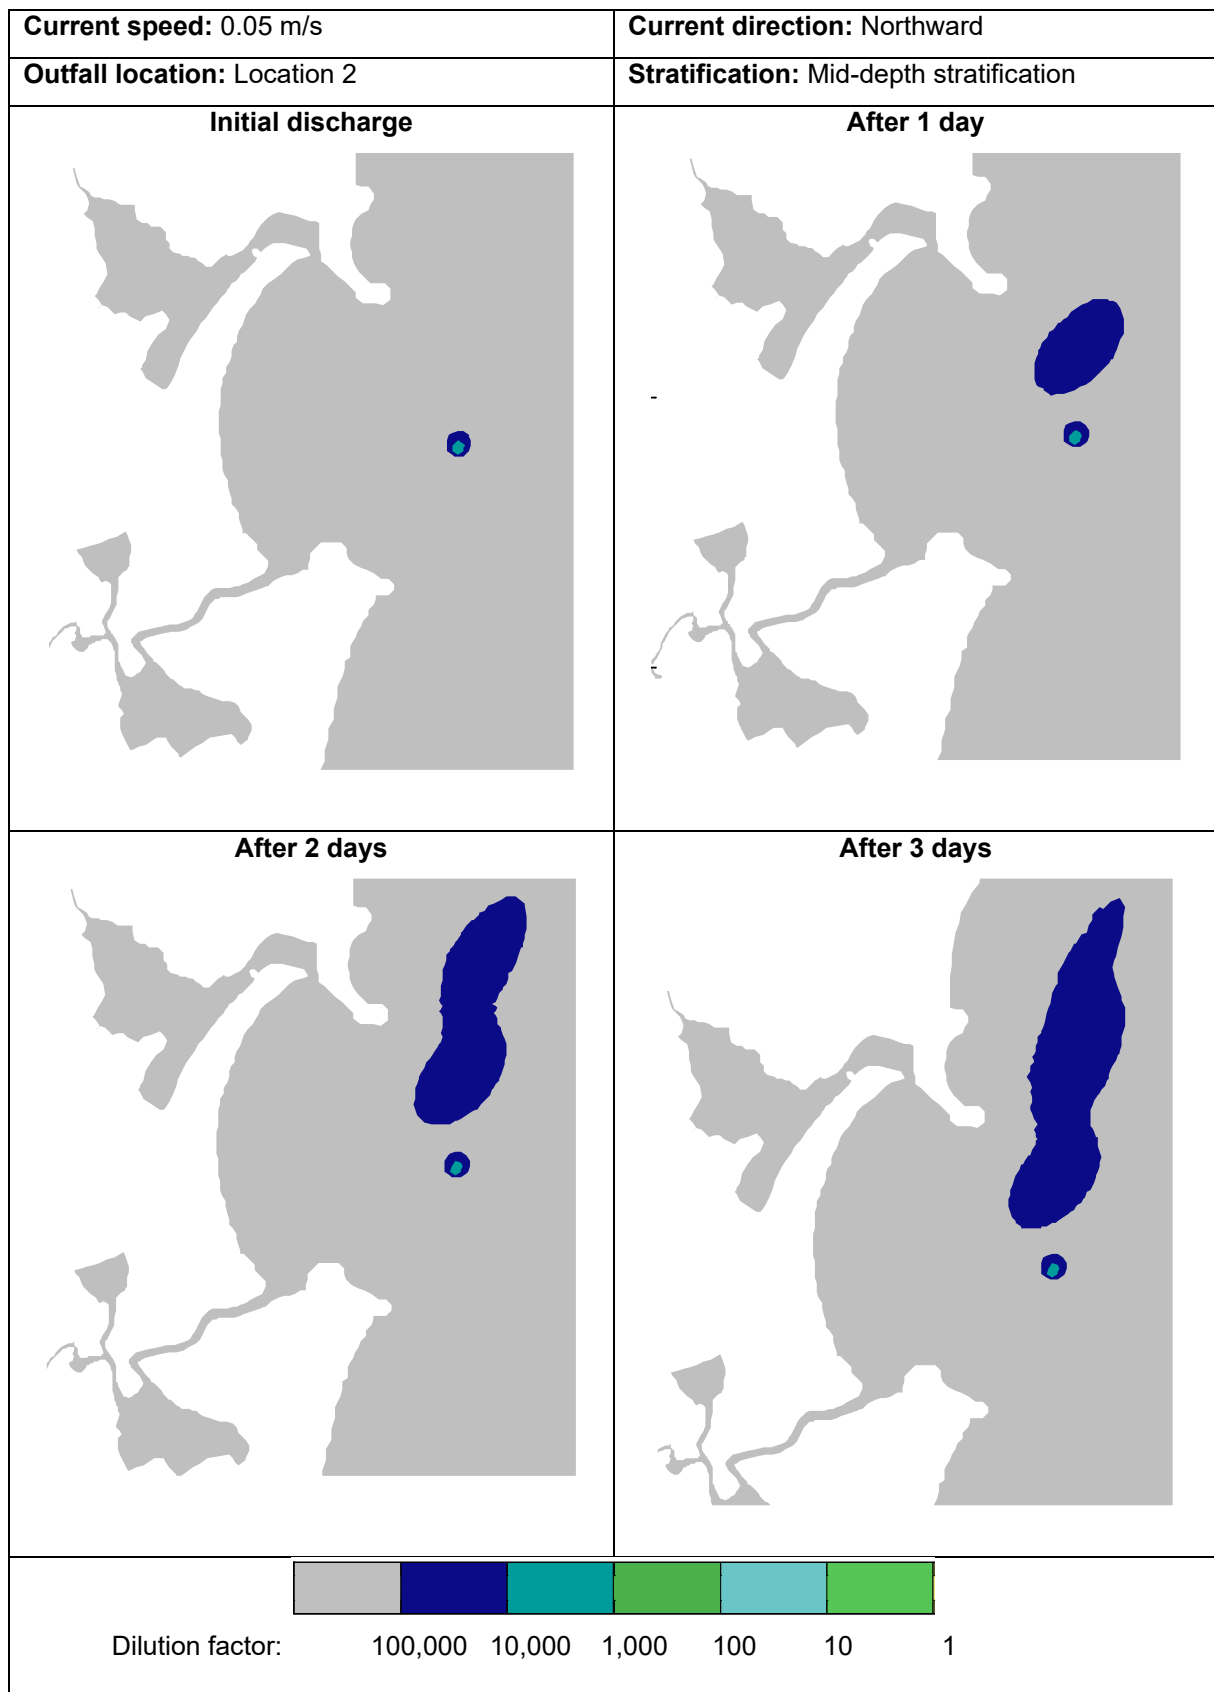 Current speed: 0.05 m/s
Current direction: Northward
Outfall location: Location 2
Stratification: Mid-depth stratification
Initial discharge
After 1 day
After 2 days
After 3 days
Dilution factor: 100,000 10,000 1,000 100 10 1